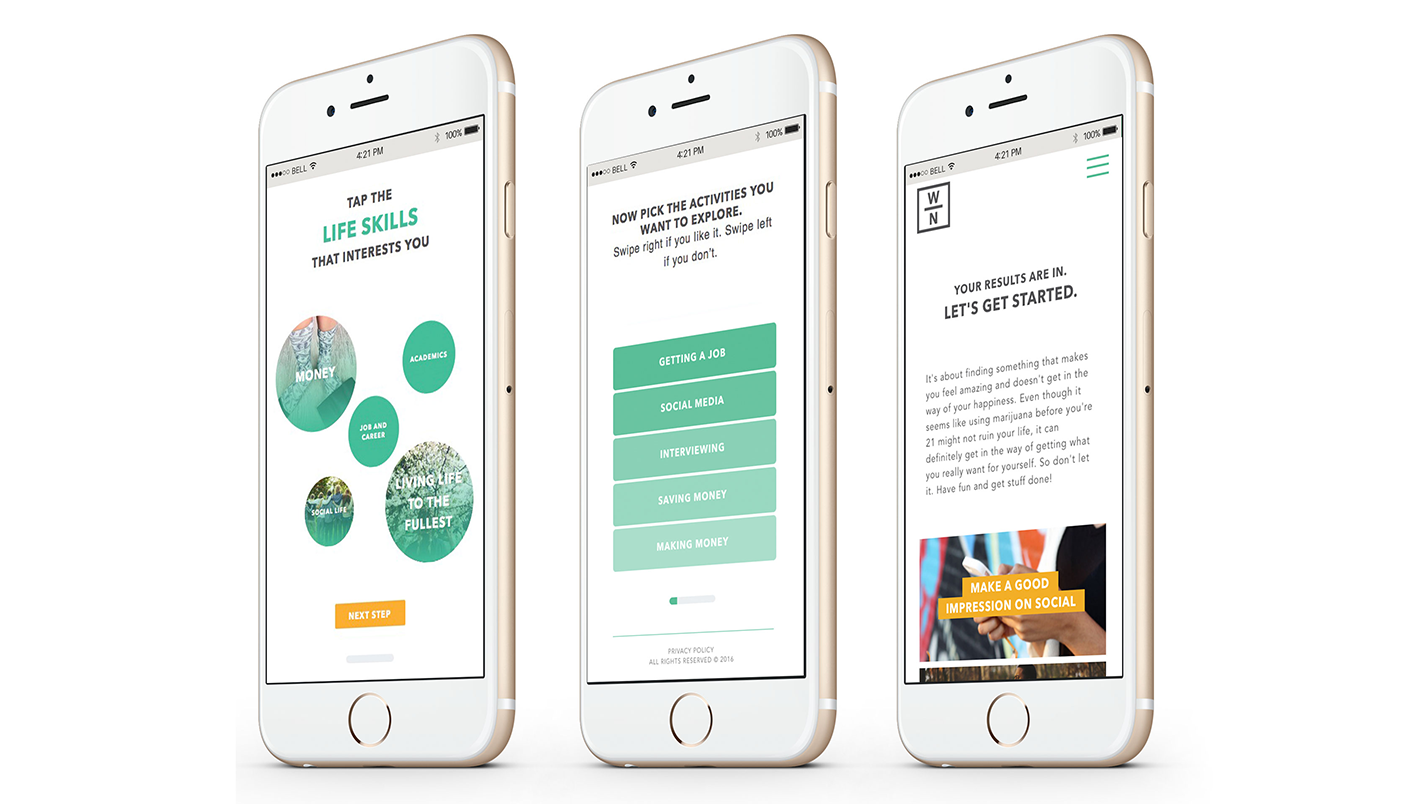 ●●●○○ BELL
4:21 PM
100%
TAP THE
LIFE SKILLS
THAT INTERESTS YOU
MONEY
ACADEMICS
JOB AND
CAREER
SOCIAL LIFE
LIVING LIFE
TO THE
FULLEST
NEXT STEP
●●●○○ BELL
4:21 PM
100%
NOW PICK THE ACTIVITIES YOU
WANT TO EXPLORE.
Swipe right if you like it. Swipe left
if you don't.
GETTING A JOB
SOCIAL MEDIA
INTERVIEWING
SAVING MONEY
MAKING MONEY
PRIVACY POLICY
ALL RIGHTS RESERVED © 2016
●●●○○ BELL
4:21 PM
100%
W
N
YOUR RESULTS ARE IN.
LET'S GET STARTED.
It's about finding something that makes
you feel amazing and doesn't get in the
way of your happiness. Even though it
seems like using marijuana before you're
21 might not ruin your life, it can
definitely get in the way of getting what
you really want for yourself. So don't let
it. Have fun and get stuff done!
MAKE A GOOD
IMPRESSION ON SOCIAL